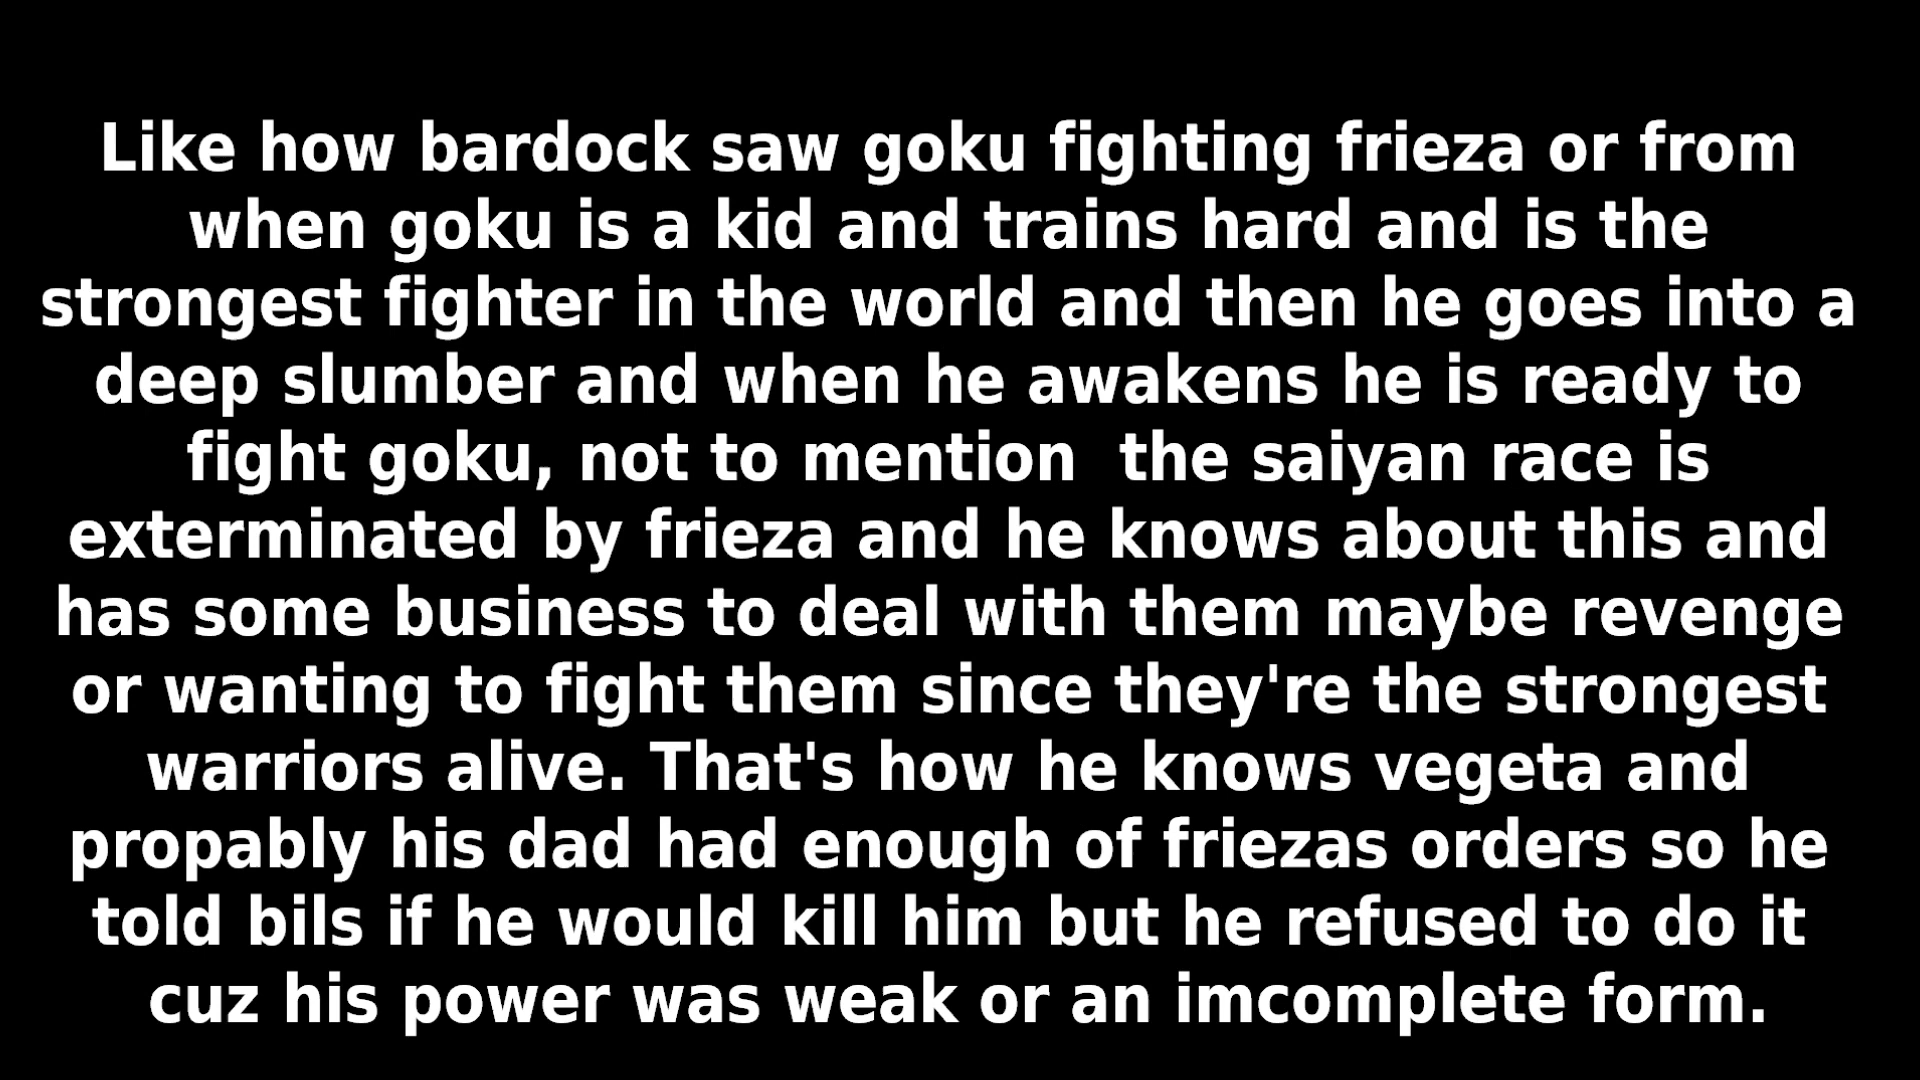 Like how bardock saw goku fighting frieza or from
when goku is a kid and trains hard and is the
strongest fighter in the world and then he goes into a
deep slumber and when he awakens he is ready to
fight goku, not to mention  the saiyan race is
exterminated by frieza and he knows about this and
has some business to deal with them maybe revenge
or wanting to fight them since they're the strongest
warriors alive. That's how he knows vegeta and
propably his dad had enough of friezas orders so he
told bils if he would kill him but he refused to do it
cuz his power was weak or an imcomplete form.